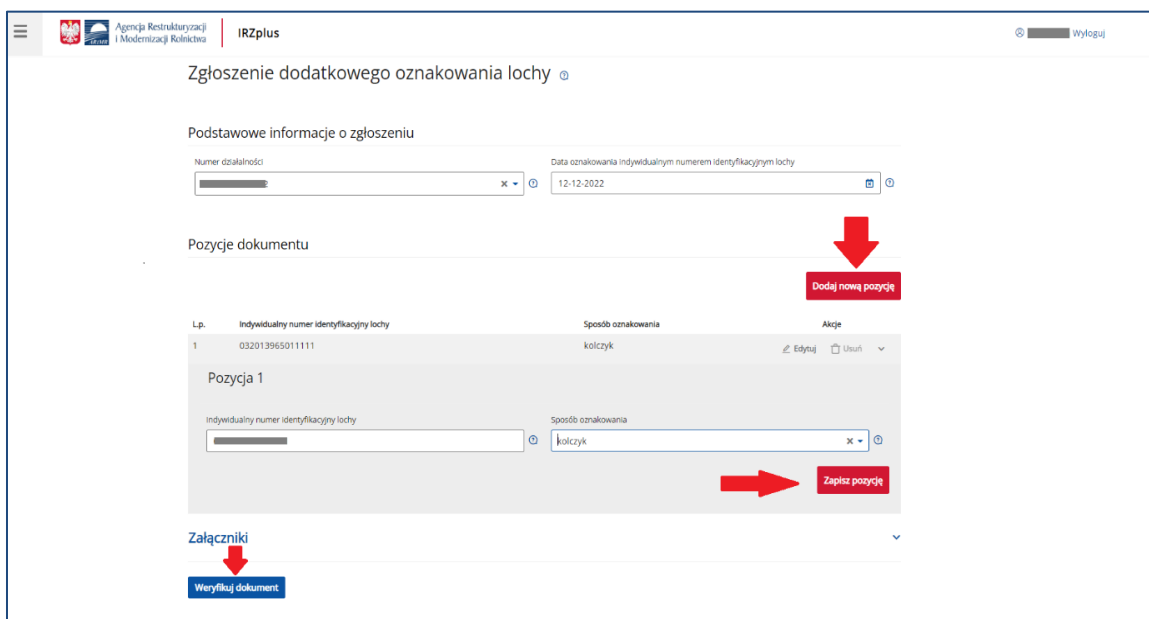 Agencja Restrukturyzacji
i Modernizacji Rolnictwa
IRZplus
Wyloguj
Zgłoszenie dodatkowego oznakowania lochy
Podstawowe informacje o zgłoszeniu
Numer działalności
Data oznakowania indywidualnym numerem identyfikacyjnym lochy
12-12-2022
Pozycje dokumentu
Dodaj nową pozycję
L.p. Indywidualny numer identyfikacyjny lochy Sposób oznakowania Akcje
1 032013965011111 kolczyk Edytuj Usuń
Pozycja 1
Indywidualny numer identyfikacyjny lochy Sposób oznakowania
kolczyk
Zapisz pozycję
Załączniki
Weryfikuj dokument